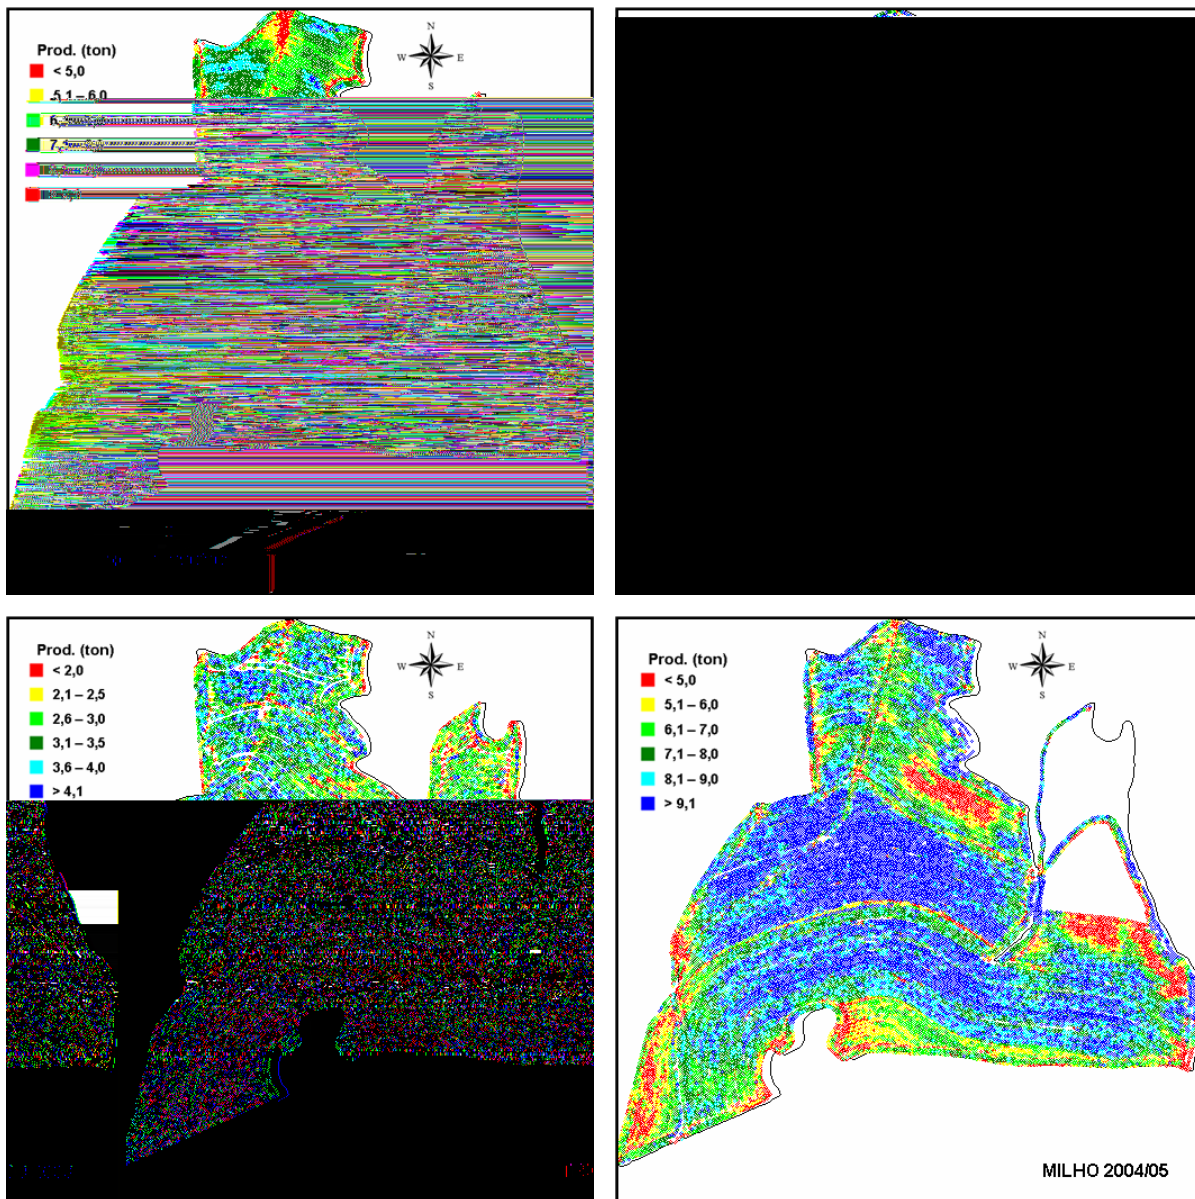 N
Prod. (ton)
W E
< 5,0
S
5,1 – 6,0
6
7
N
Prod. (ton)
W E
< 2,0
S
2,1 – 2,5
2,6 – 3,0
3,1 – 3,5
3,6 – 4,0
> 4,1
N
Prod. (ton)
W E
< 5,0
S
5,1 – 6,0
6,1 – 7,0
7,1 – 8,0
8,1 – 9,0
> 9,1
MILHO 2004/05